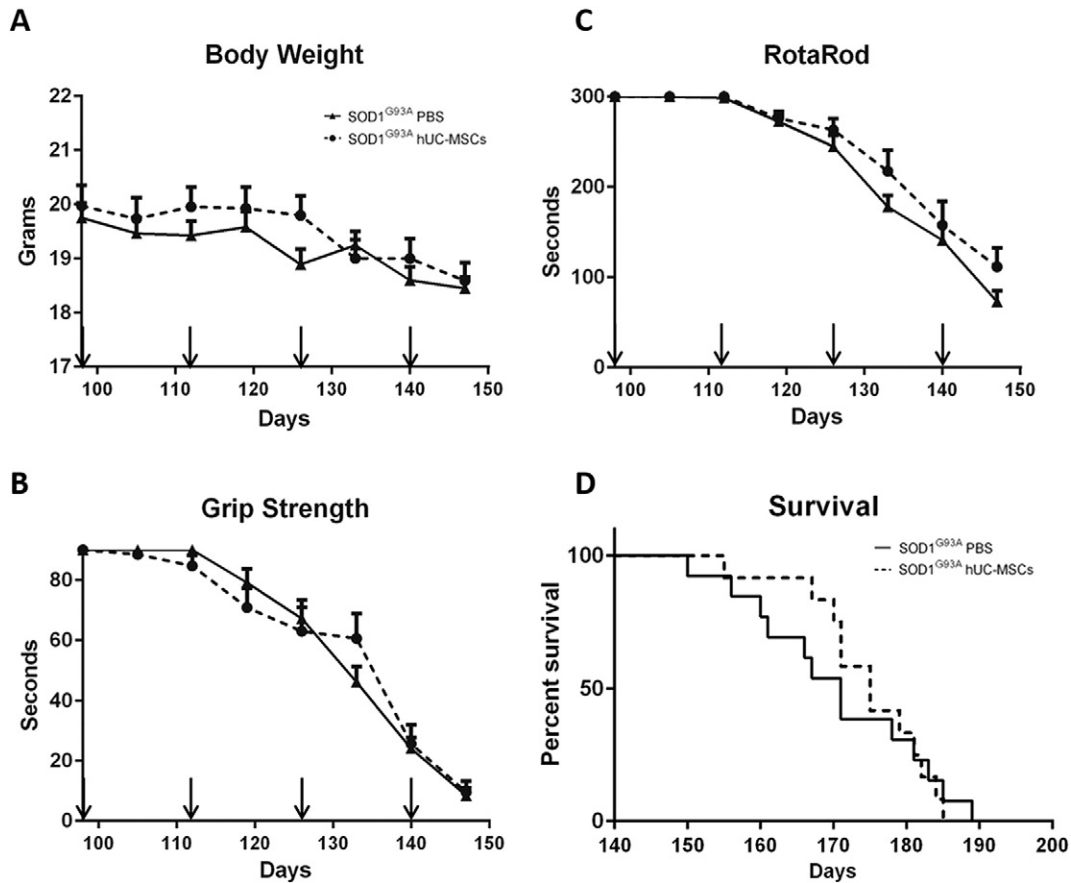 A
Body Weight
22
21
20
19
18
17
Grams
SOD1G93A PBS
SOD1G93A hUC-MSCs
100 110 120 130 140 150
Days
B
Grip Strength
80
60
40
20
0
Seconds
100 110 120 130 140 150
Days
C
RotaRod
300
200
100
0
Seconds
100 110 120 130 140 150
Days
D
Survival
100
50
0
Percent survival
SOD1G93A PBS
SOD1G93A hUC-MSCs
140 150 160 170 180 190 200
Days